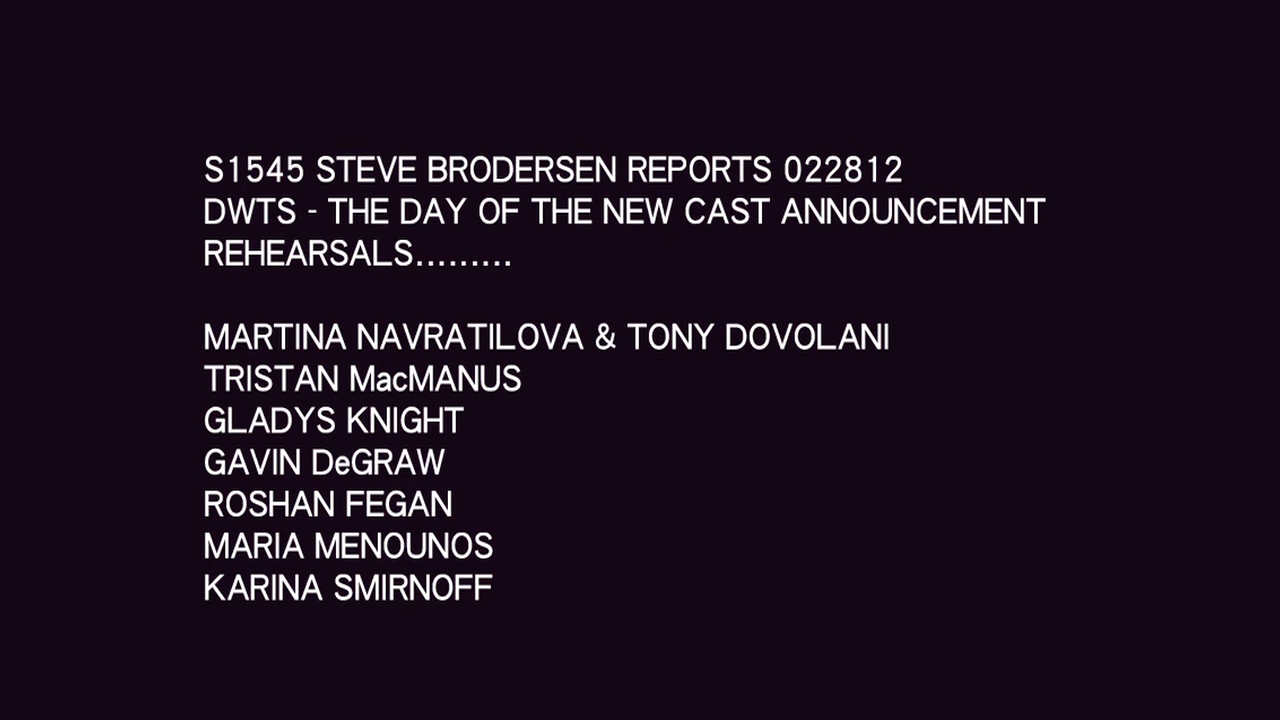 S1545 STEVE BRODERSEN REPORTS 022812
DWTS - THE DAY OF THE NEW CAST ANNOUNCEMENT
REHEARSALS.........
MARTINA NAVRATILOVA & TONY DOVOLANI
TRISTAN MacMANUS
GLADYS KNIGHT
GAVIN DeGRAW
ROSHAN FEGAN
MARIA MENOUNOS
KARINA SMIRNOFF